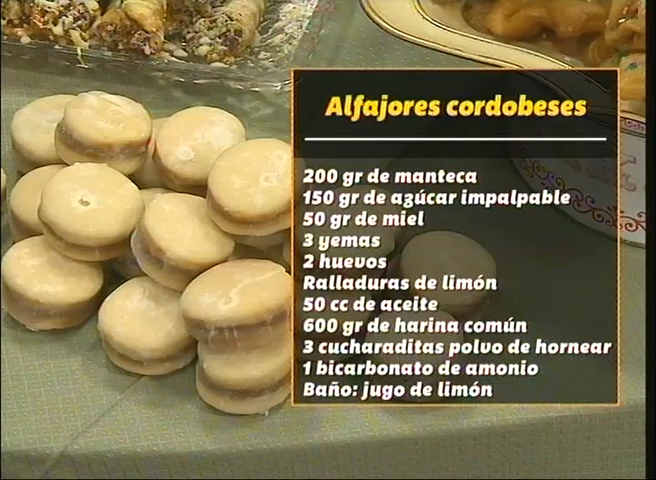 Alfajores cordobeses
200 gr de manteca
150 gr de azúcar impalpable
50 gr de miel
3 yemas
2 huevos
Ralladuras de limón
50 cc de aceite
600 gr de harina común
3 cucharaditas polvo de hornear
1 bicarbonato de amonio
Baño: jugo de limón